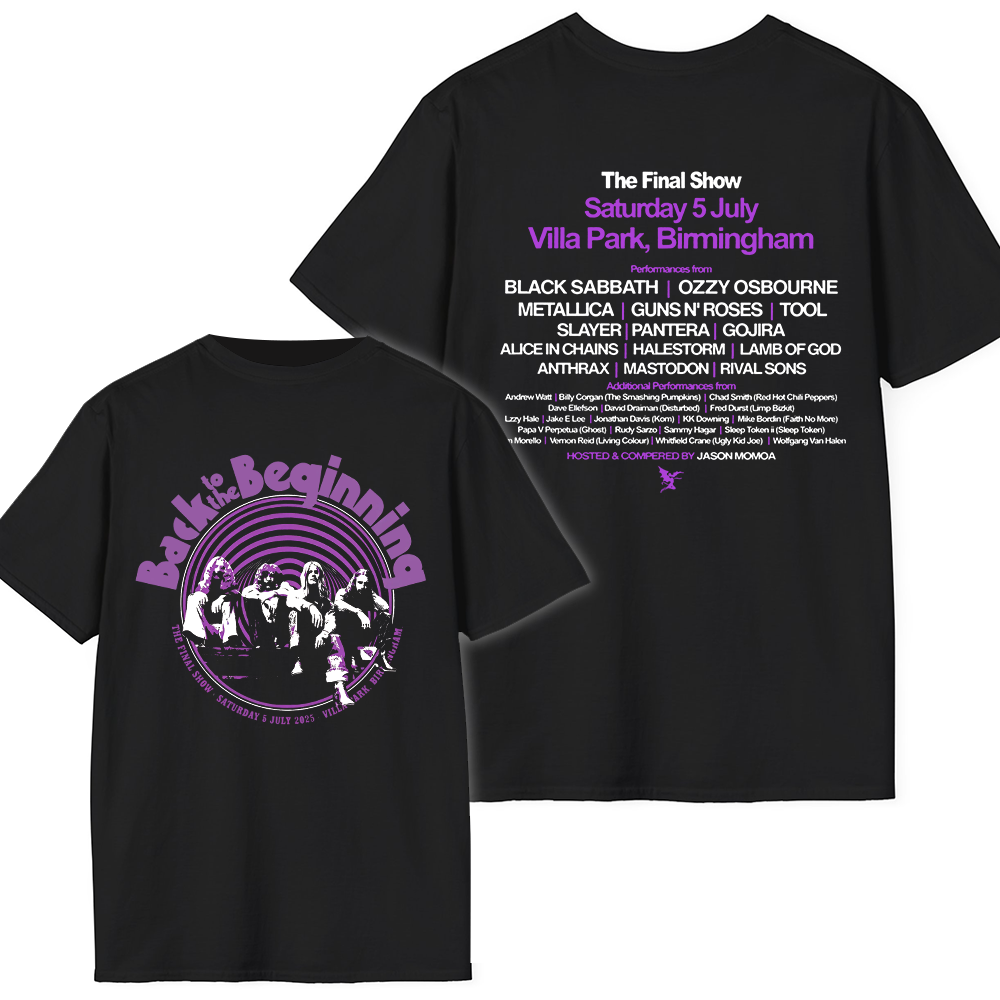 Back to the Beginning
THE FINAL SHOW · SATURDAY 5 JULY 2025 VILLA PARK, BIRMINGHAM
The Final Show
Saturday 5 July
Villa Park, Birmingham
Performances from
BLACK SABBATH | OZZY OSBOURNE
METALLICA | GUNS N' ROSES | TOOL
SLAYER | PANTERA | GOJIRA
ALICE IN CHAINS | HALESTORM | LAMB OF GOD
ANTHRAX | MASTODON | RIVAL SONS
Additional Performances from
Andrew Watt | Billy Corgan (The Smashing Pumpkins) | Chad Smith (Red Hot Chili Peppers)
Dave Ellefson | David Draiman (Disturbed) | Fred Durst (Limp Bizkit)
Lzzy Hale | Jake E Lee | Jonathan Davis (Korn) | KK Downing | Mike Bordin (Faith No More)
Papa V Perpetua (Ghost) | Rudy Sarzo | Sammy Hagar | Sleep Token ii (Sleep Token)
m Morello | Vernon Reid (Living Colour) | Whitfield Crane (Ugly Kid Joe) | Wolfgang Van Halen
HOSTED & COMPERED BY JASON MOMOA